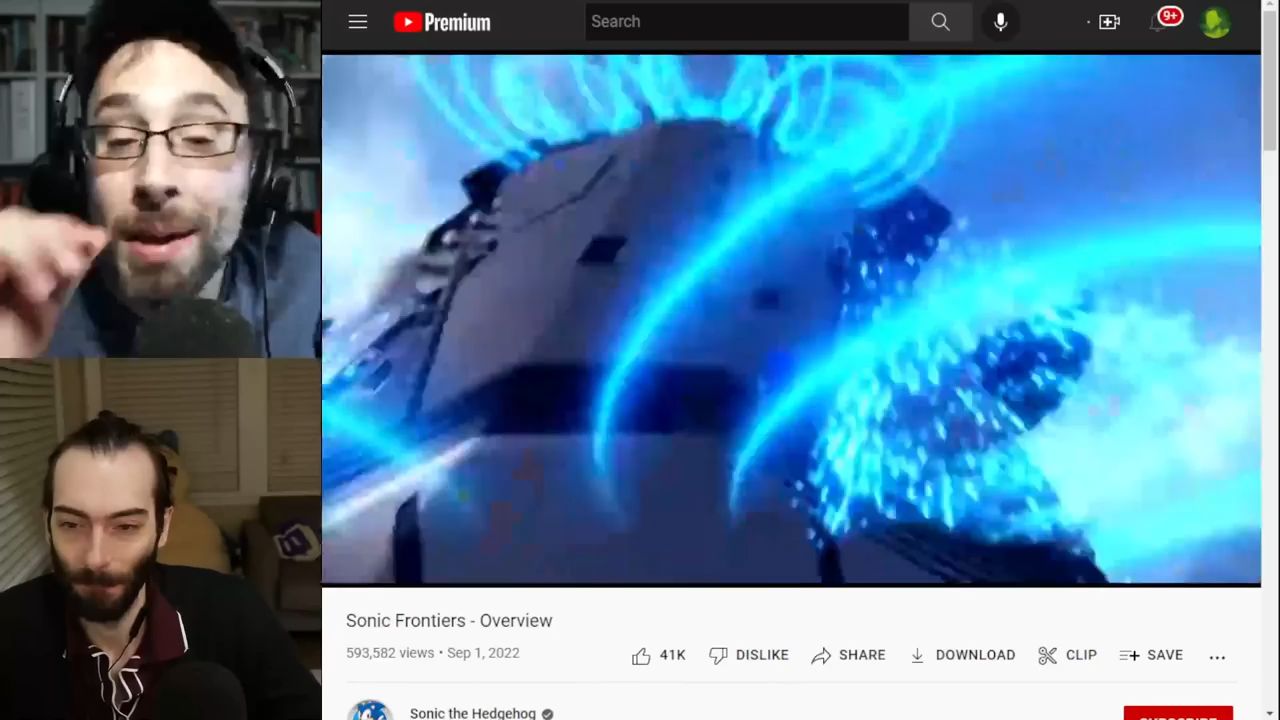 Premium
Search
9+
Sonic Frontiers - Overview
593,582 views • Sep 1, 2022
41K
DISLIKE
SHARE
DOWNLOAD
CLIP
SAVE
Sonic the Hedgehog
SUBSCRIBE